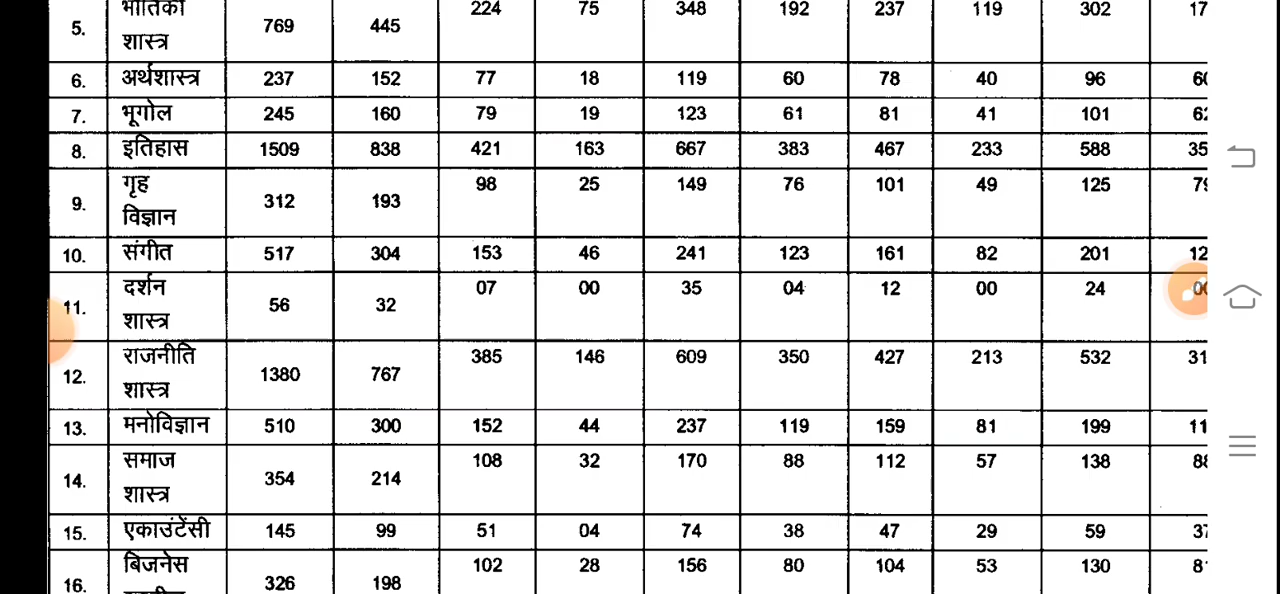 5. भौतिकी शास्त्र 769 445 224 75 348 192 237 119 302
6. अर्थशास्त्र 237 152 77 18 119 60 78 40 96
7. भूगोल 245 160 79 19 123 61 81 41 101
8. इतिहास 1509 838 421 163 667 383 467 233 588
9. गृह विज्ञान 312 193 98 25 149 76 101 49 125
10. संगीत 517 304 153 46 241 123 161 82 201
11. दर्शन शास्त्र 56 32 07 00 35 04 12 00 24
12. राजनीति शास्त्र 1380 767 385 146 609 350 427 213 532
13. मनोविज्ञान 510 300 152 44 237 119 159 81 199
14. समाज शास्त्र 354 214 108 32 170 88 112 57 138
15. एकाउंटेंसी 145 99 51 04 74 38 47 29 59
16. बिजनेस 326 198 102 28 156 80 104 53 130